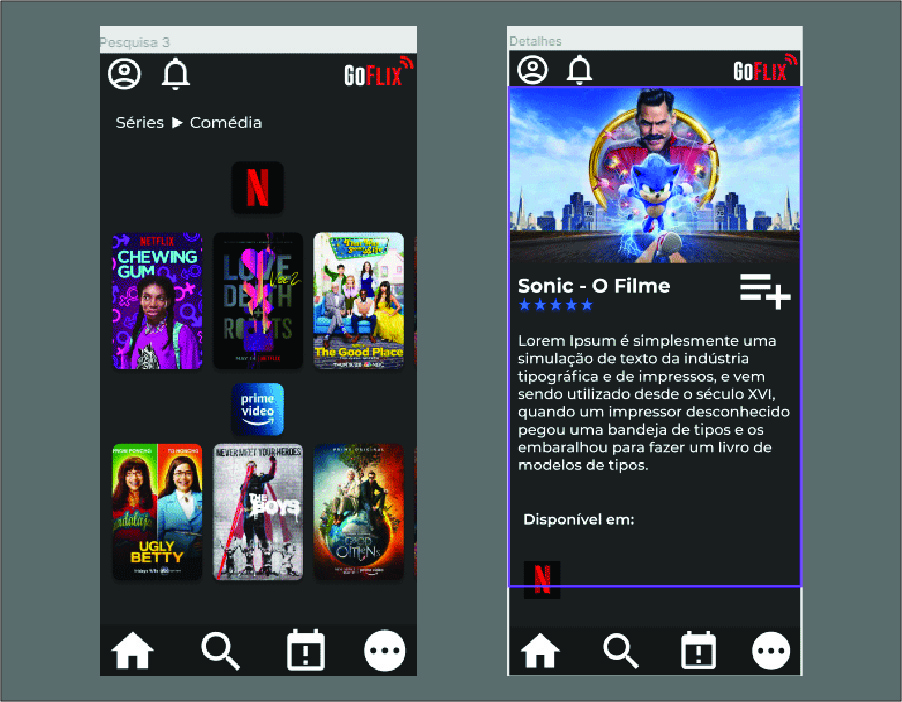 Pesquisa 3
GoFlix
Séries ▶ Comédia
N
NETFLIX
CHEWING
GUM
LOVE
DEATH
+
ROBOTS
The Good Place
prime
video
UGLY
BETTY
NEVER MEET YOUR HEROES
THE
BOYS
PRIME ORIGINAL
GOOD
OMENS
Detalhes
GoFlix
Sonic - O Filme
Lorem Ipsum é simplesmente uma
simulação de texto da indústria
tipográfica e de impressos, e vem
sendo utilizado desde o século XVI,
quando um impressor desconhecido
pegou uma bandeja de tipos e os
embaralhou para fazer um livro de
modelos de tipos.
Disponível em:
N